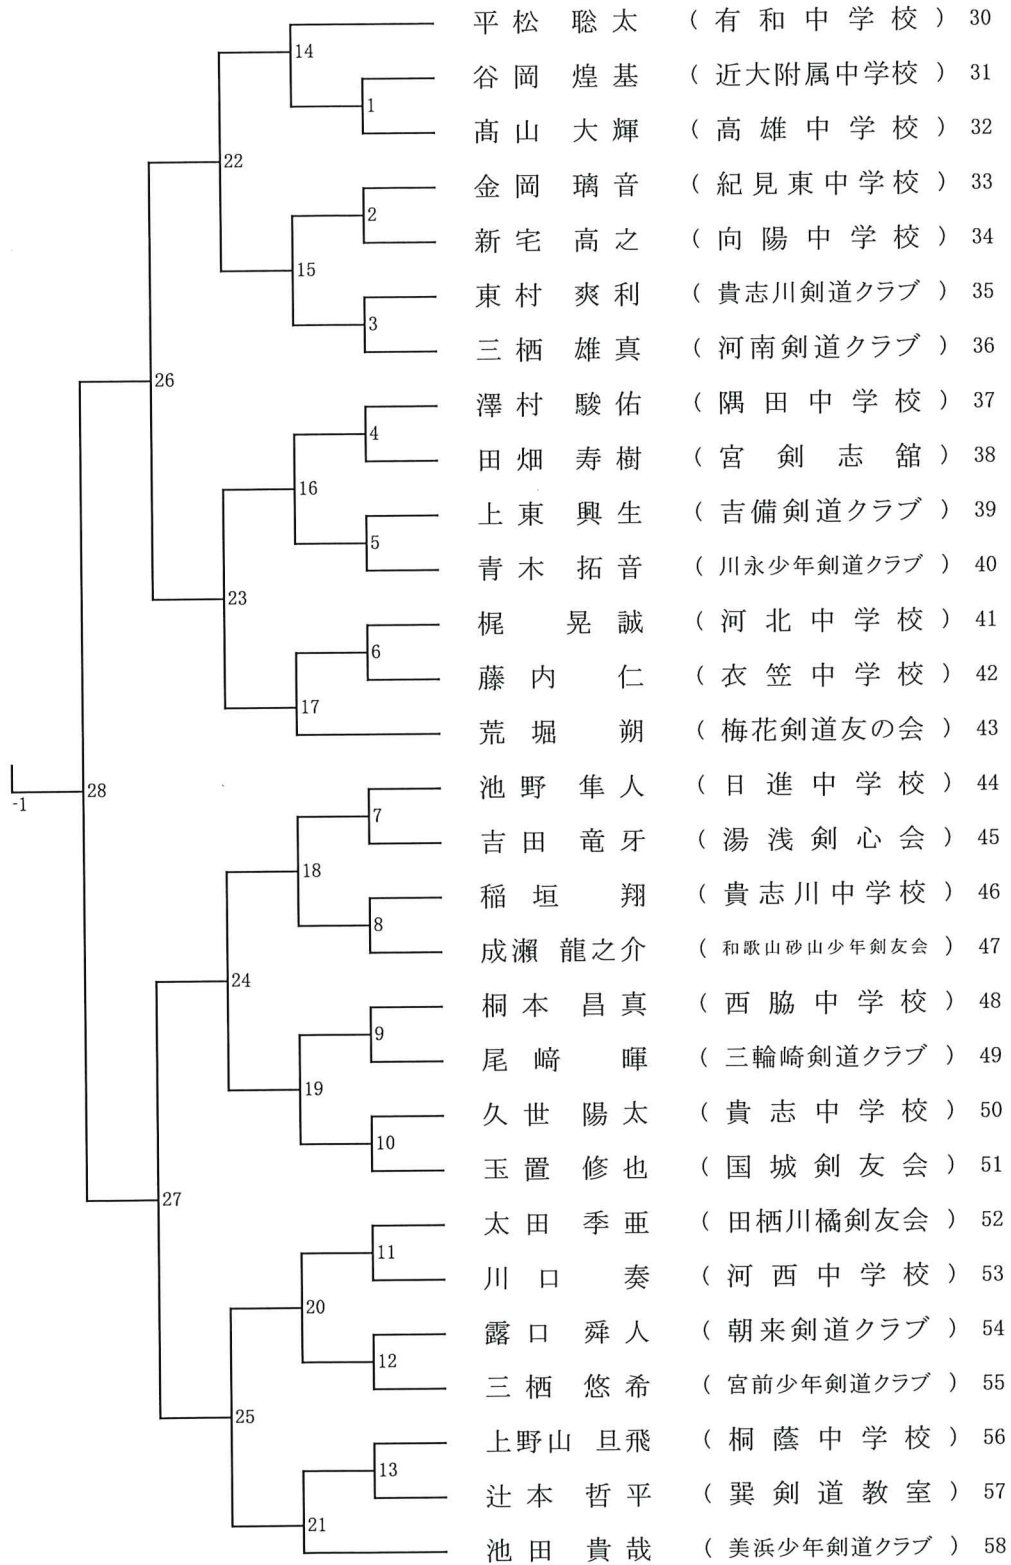 平松 聡太 (有和中学校) 30
14
谷岡 煌基 (近大附属中学校) 31
1
髙山 大輝 (高雄中学校) 32
22
金岡 璃音 (紀見東中学校) 33
2
新宅 高之 (向陽中学校) 34
15
東村 爽利 (貴志川剣道クラブ) 35
3
三栖 雄真 (河南剣道クラブ) 36
26
澤村 駿佑 (隅田中学校) 37
4
田畑 寿樹 (宮剣志舘) 38
16
上東 興生 (吉備剣道クラブ) 39
5
青木 拓音 (川永少年剣道クラブ) 40
23
梶 晃誠 (河北中学校) 41
6
藤内 仁 (衣笠中学校) 42
17
荒堀 朔 (梅花剣道友の会) 43
-1
28
池野 隼人 (日進中学校) 44
7
吉田 竜牙 (湯浅剣心会) 45
18
稲垣 翔 (貴志川中学校) 46
8
成瀬 龍之介 (和歌山砂山少年剣友会) 47
24
桐本 昌真 (西脇中学校) 48
9
尾﨑 暉 (三輪崎剣道クラブ) 49
19
久世 陽太 (貴志中学校) 50
10
玉置 修也 (国城剣友会) 51
27
太田 季亜 (田栖川橘剣友会) 52
11
川口 奏 (河西中学校) 53
20
露口 舜人 (朝来剣道クラブ) 54
12
三栖 悠希 (宮前少年剣道クラブ) 55
25
上野山 旦飛 (桐蔭中学校) 56
13
辻本 哲平 (巽剣道教室) 57
21
池田 貴哉 (美浜少年剣道クラブ) 58